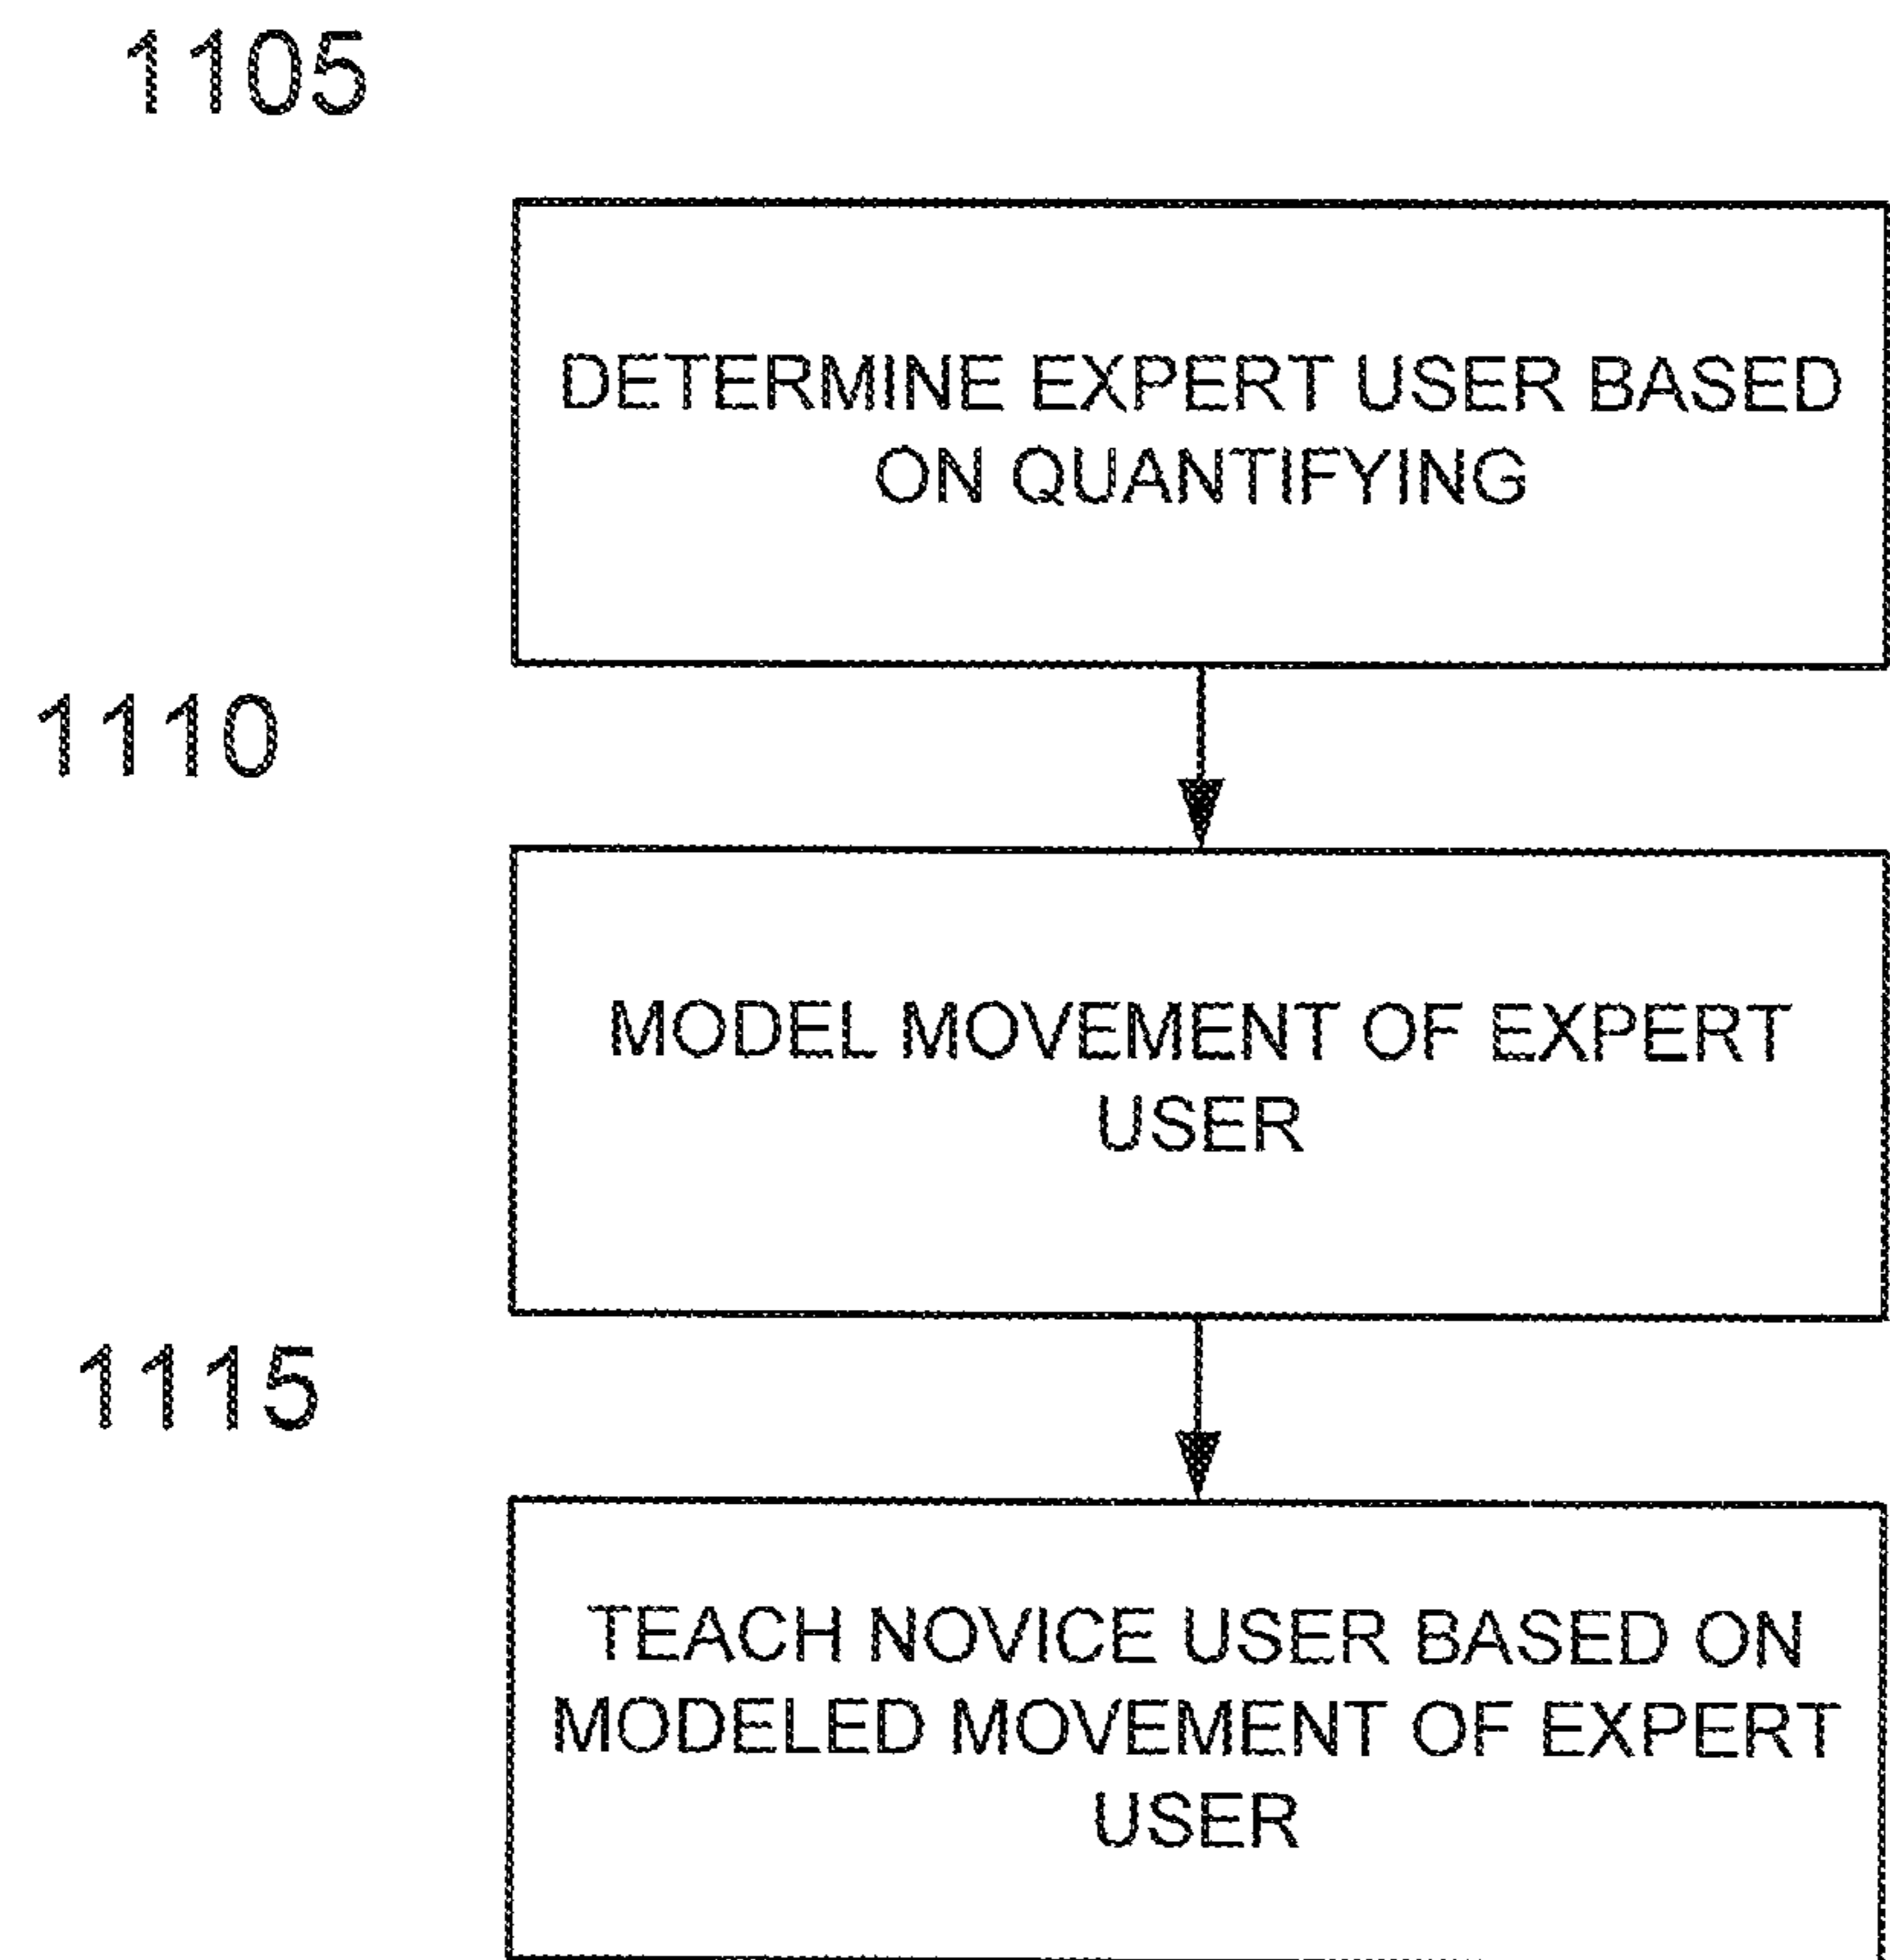 1105
DETERMINE EXPERT USER BASED
ON QUANTIFYING
1110
MODEL MOVEMENT OF EXPERT
USER
1115
TEACH NOVICE USER BASED ON
MODELED MOVEMENT OF EXPERT
USER